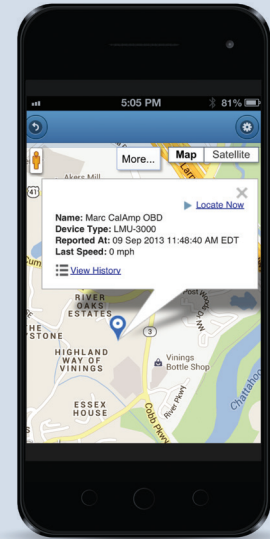 5:05 PM
81%
More...
Map
Satellite
Akers Mill
41
Locate Now
Name: Marc CalAmp OBD
Device Type: LMU-3000
Reported At: 09 Sep 2013 11:48:40 AM EDT
Last Speed: 0 mph
View History
RIVER
OAKS
ESTATES
3
HIGHLAND
WAY OF
VININGS
Vinings
Bottle Shop
ESSEX
HOUSE
Cobb Pkwy
River Pkwy